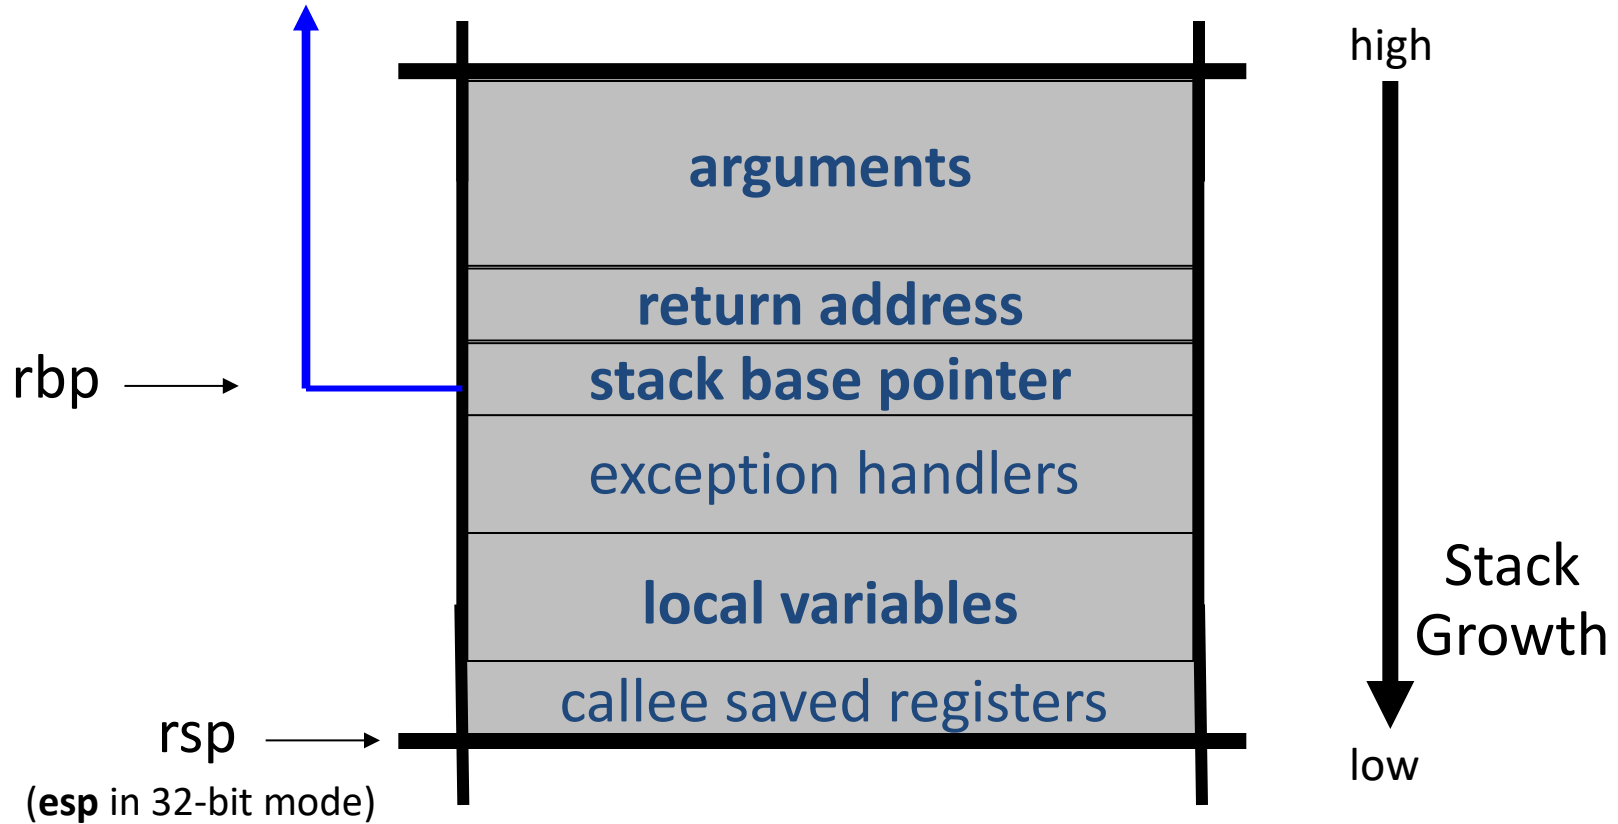 high
arguments
return address
rbp
stack base pointer
exception handlers
Stack
Growth
local variables
callee saved registers
rsp
low
(esp in 32-bit mode)